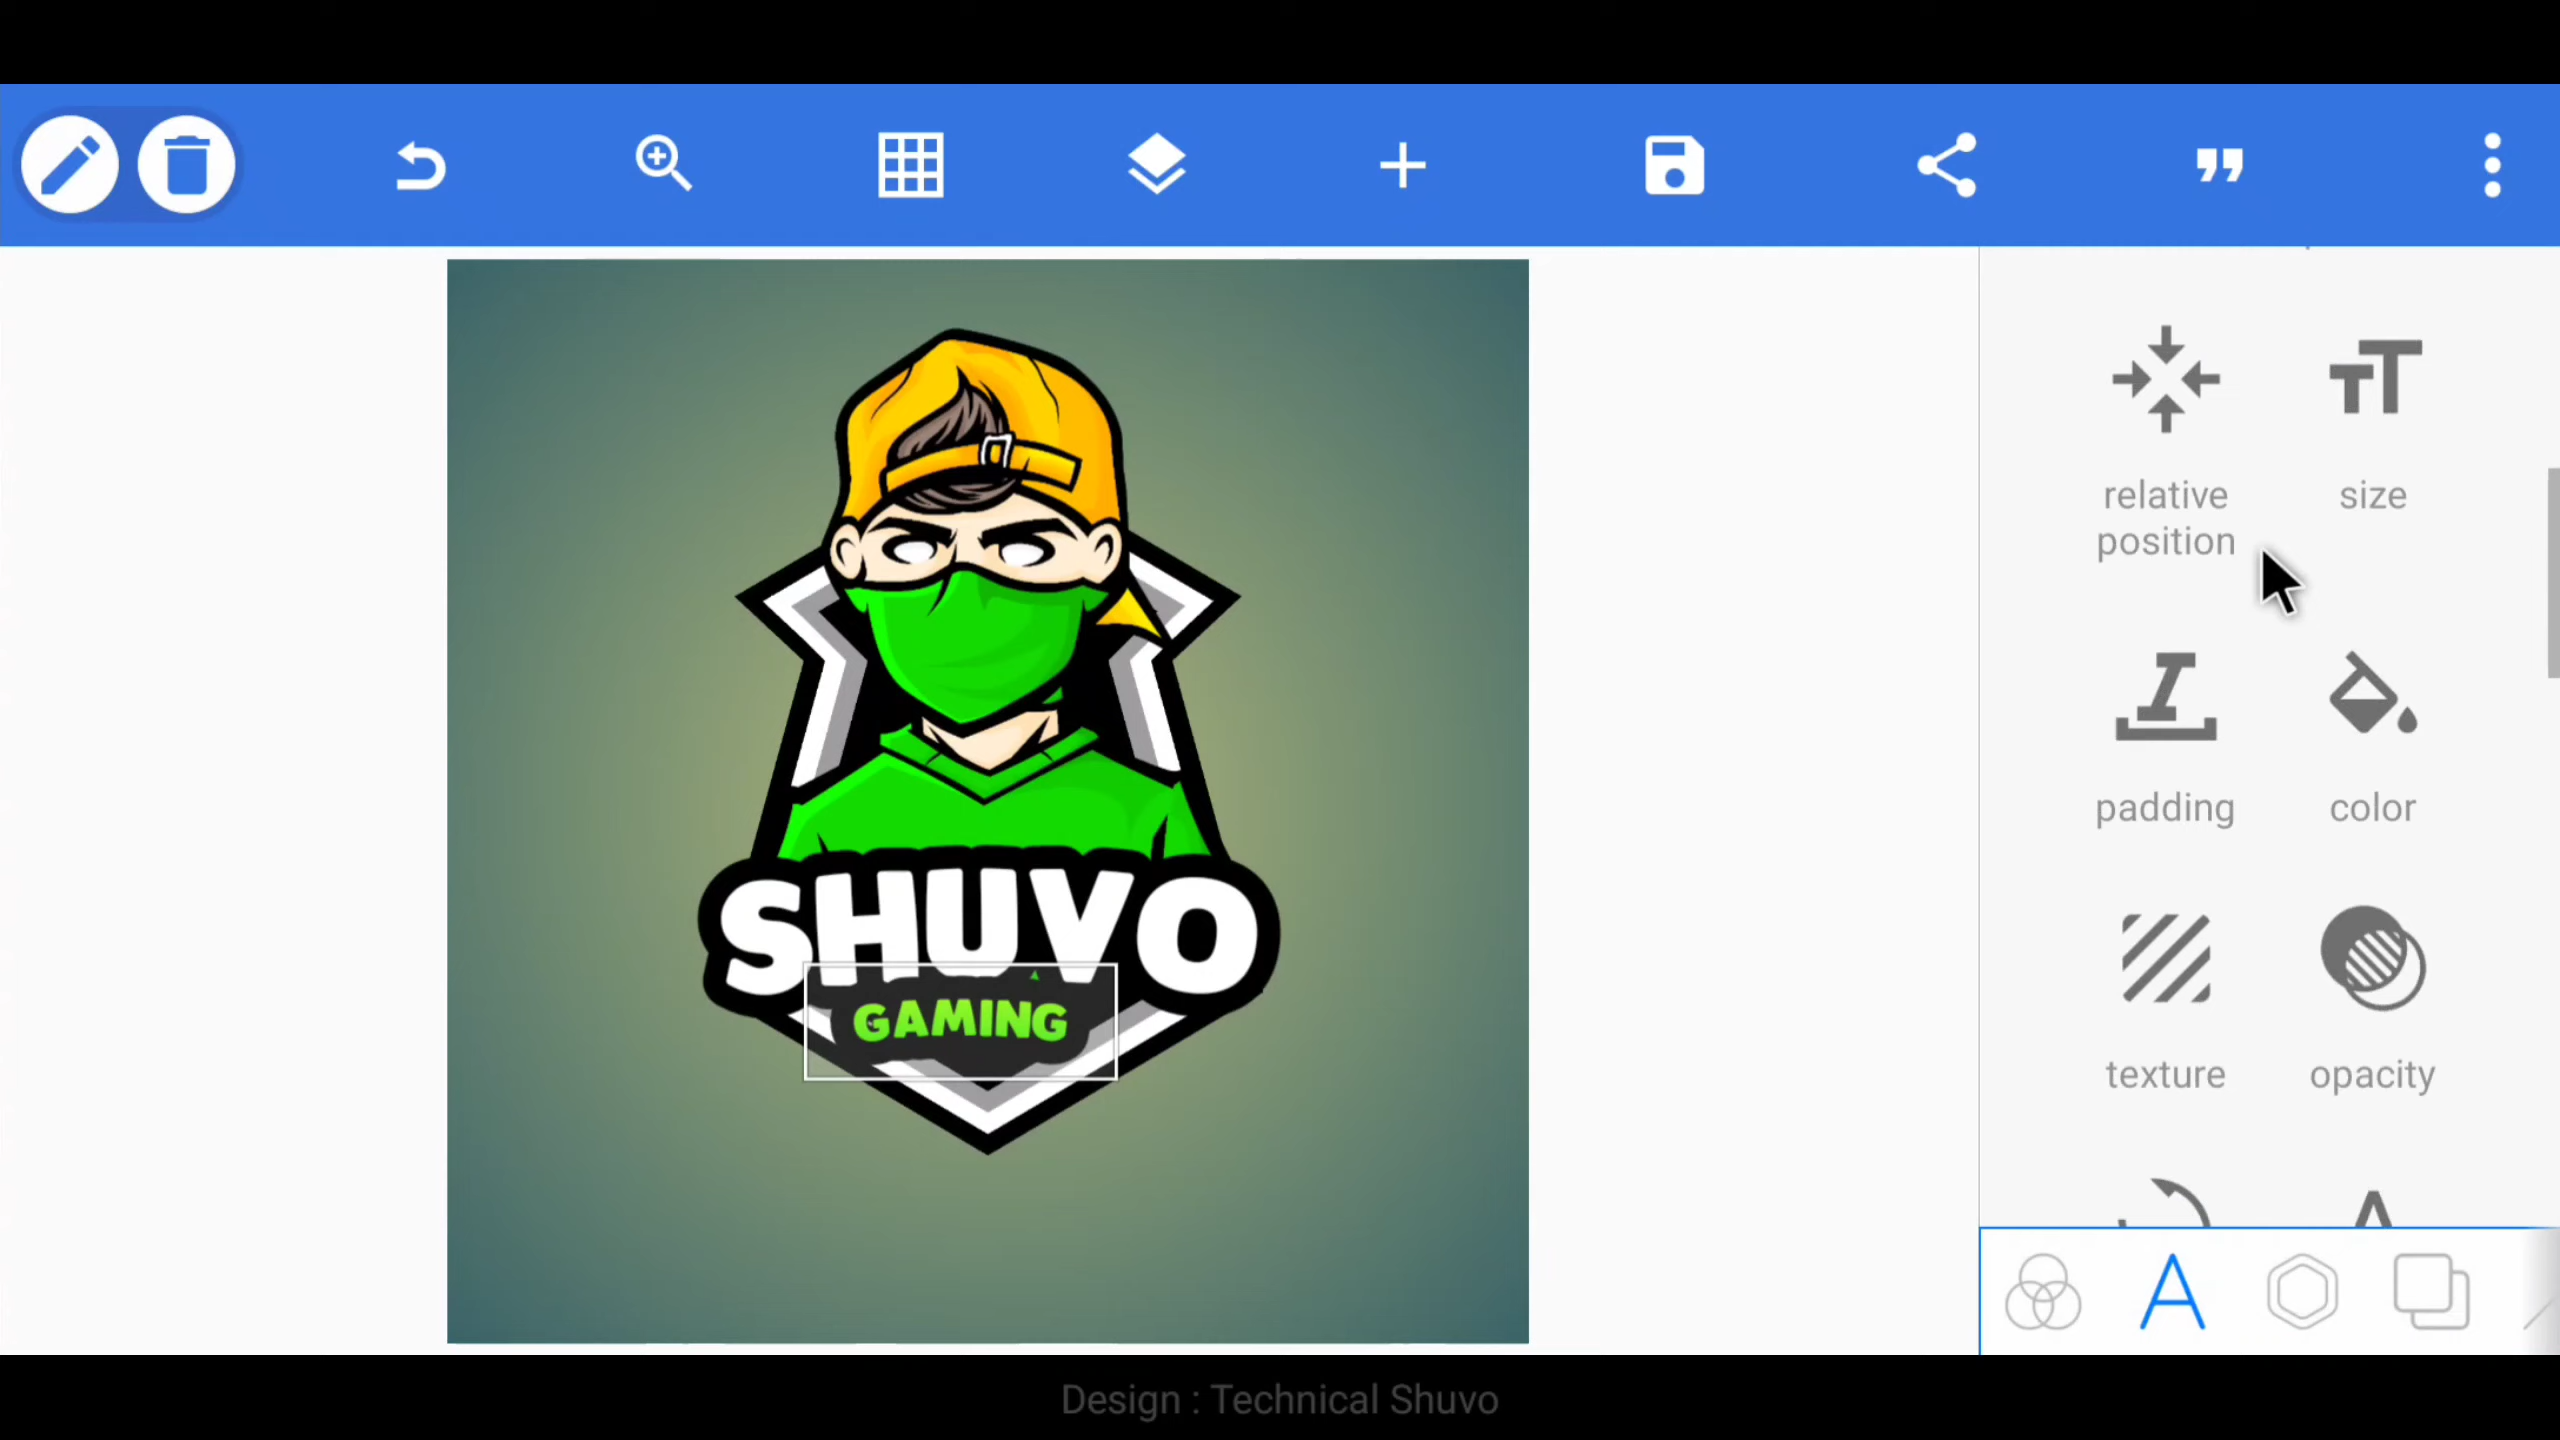 relative
position
size
padding
color
texture
opacity
SHUVO
GAMING
Design : Technical Shuvo